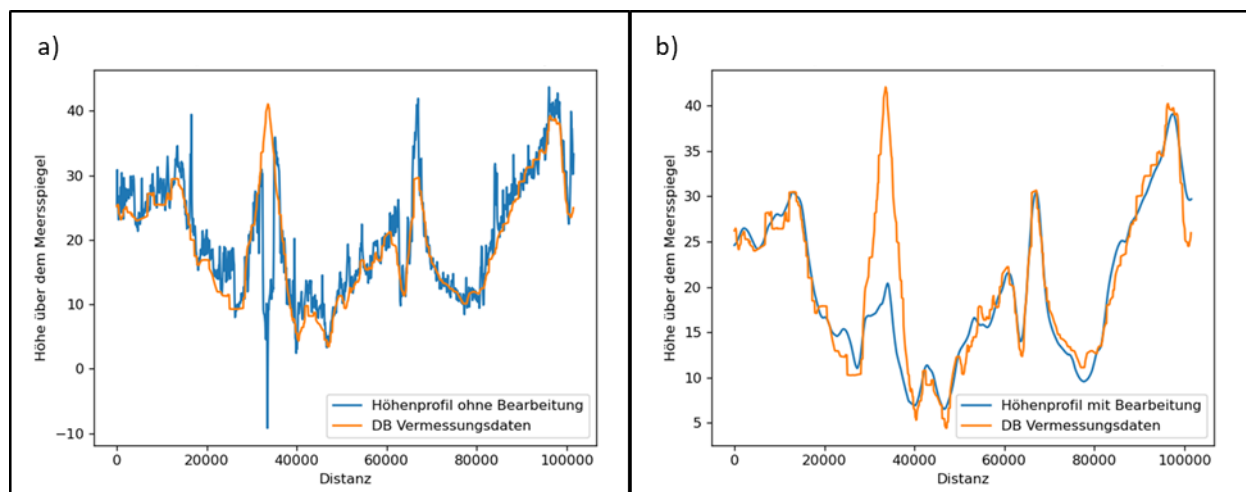 a)
40
30
20
10
0
−10
Höhe über dem Meersspiegel
Höhenprofil ohne Bearbeitung
DB Vermessungsdaten
0 20000 40000 60000 80000 100000
Distanz
b)
40
35
30
25
20
15
10
5
Höhe über dem Meersspiegel
Höhenprofil mit Bearbeitung
DB Vermessungsdaten
0 20000 40000 60000 80000 100000
Distanz